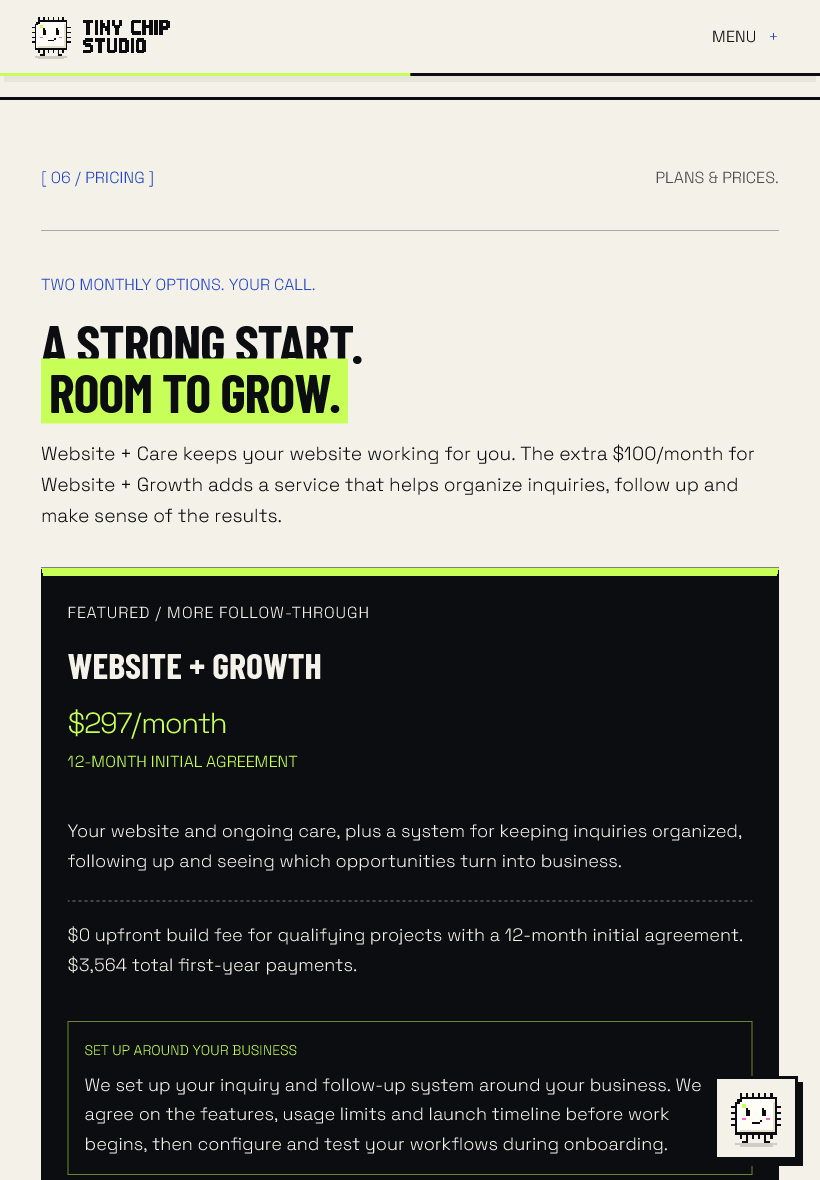 TINY CHIP
STUDIO
MENU +
[ 06 / PRICING ]
PLANS & PRICES.
TWO MONTHLY OPTIONS. YOUR CALL.
A STRONG START.
ROOM TO GROW.
Website + Care keeps your website working for you. The extra $100/month for
Website + Growth adds a service that helps organize inquiries, follow up and
make sense of the results.
FEATURED / MORE FOLLOW-THROUGH
WEBSITE + GROWTH
$297/month
12-MONTH INITIAL AGREEMENT
Your website and ongoing care, plus a system for keeping inquiries organized,
following up and seeing which opportunities turn into business.
$0 upfront build fee for qualifying projects with a 12-month initial agreement.
$3,564 total first-year payments.
SET UP AROUND YOUR BUSINESS
We set up your inquiry and follow-up system around your business. We
agree on the features, usage limits and launch timeline before work
begins, then configure and test your workflows during onboarding.